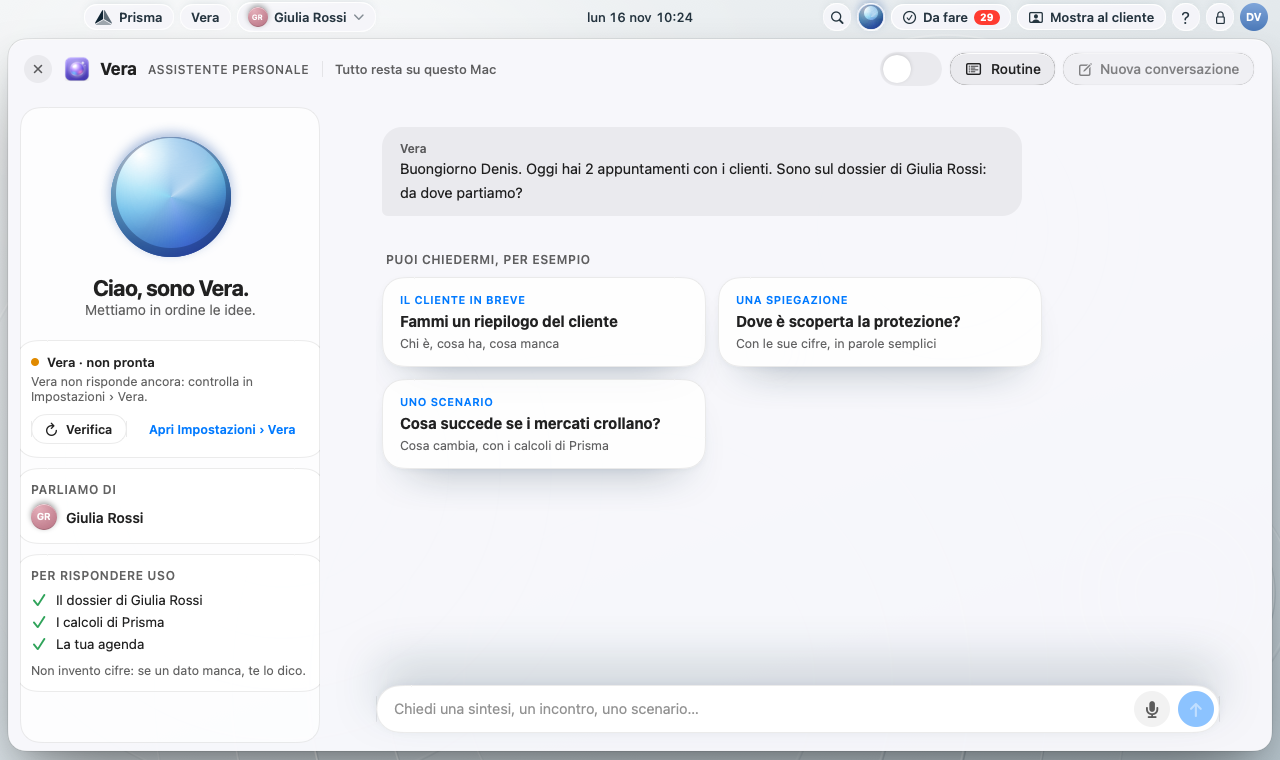 Prisma
Vera
GR Giulia Rossi
lun 16 nov 10:24
Da fare 29
Mostra al cliente
?
DV
Vera ASSISTENTE PERSONALE Tutto resta su questo Mac
Routine
Nuova conversazione
Ciao, sono Vera.
Mettiamo in ordine le idee.
Vera · non pronta
Vera non risponde ancora: controlla in
Impostazioni › Vera.
Verifica
Apri Impostazioni › Vera
PARLIAMO DI
GR Giulia Rossi
PER RISPONDERE USO
Il dossier di Giulia Rossi
I calcoli di Prisma
La tua agenda
Non invento cifre: se un dato manca, te lo dico.
Vera
Buongiorno Denis. Oggi hai 2 appuntamenti con i clienti. Sono sul dossier di Giulia Rossi:
da dove partiamo?
PUOI CHIEDERMI, PER ESEMPIO
IL CLIENTE IN BREVE
Fammi un riepilogo del cliente
Chi è, cosa ha, cosa manca
UNA SPIEGAZIONE
Dove è scoperta la protezione?
Con le sue cifre, in parole semplici
UNO SCENARIO
Cosa succede se i mercati crollano?
Cosa cambia, con i calcoli di Prisma
Chiedi una sintesi, un incontro, uno scenario...